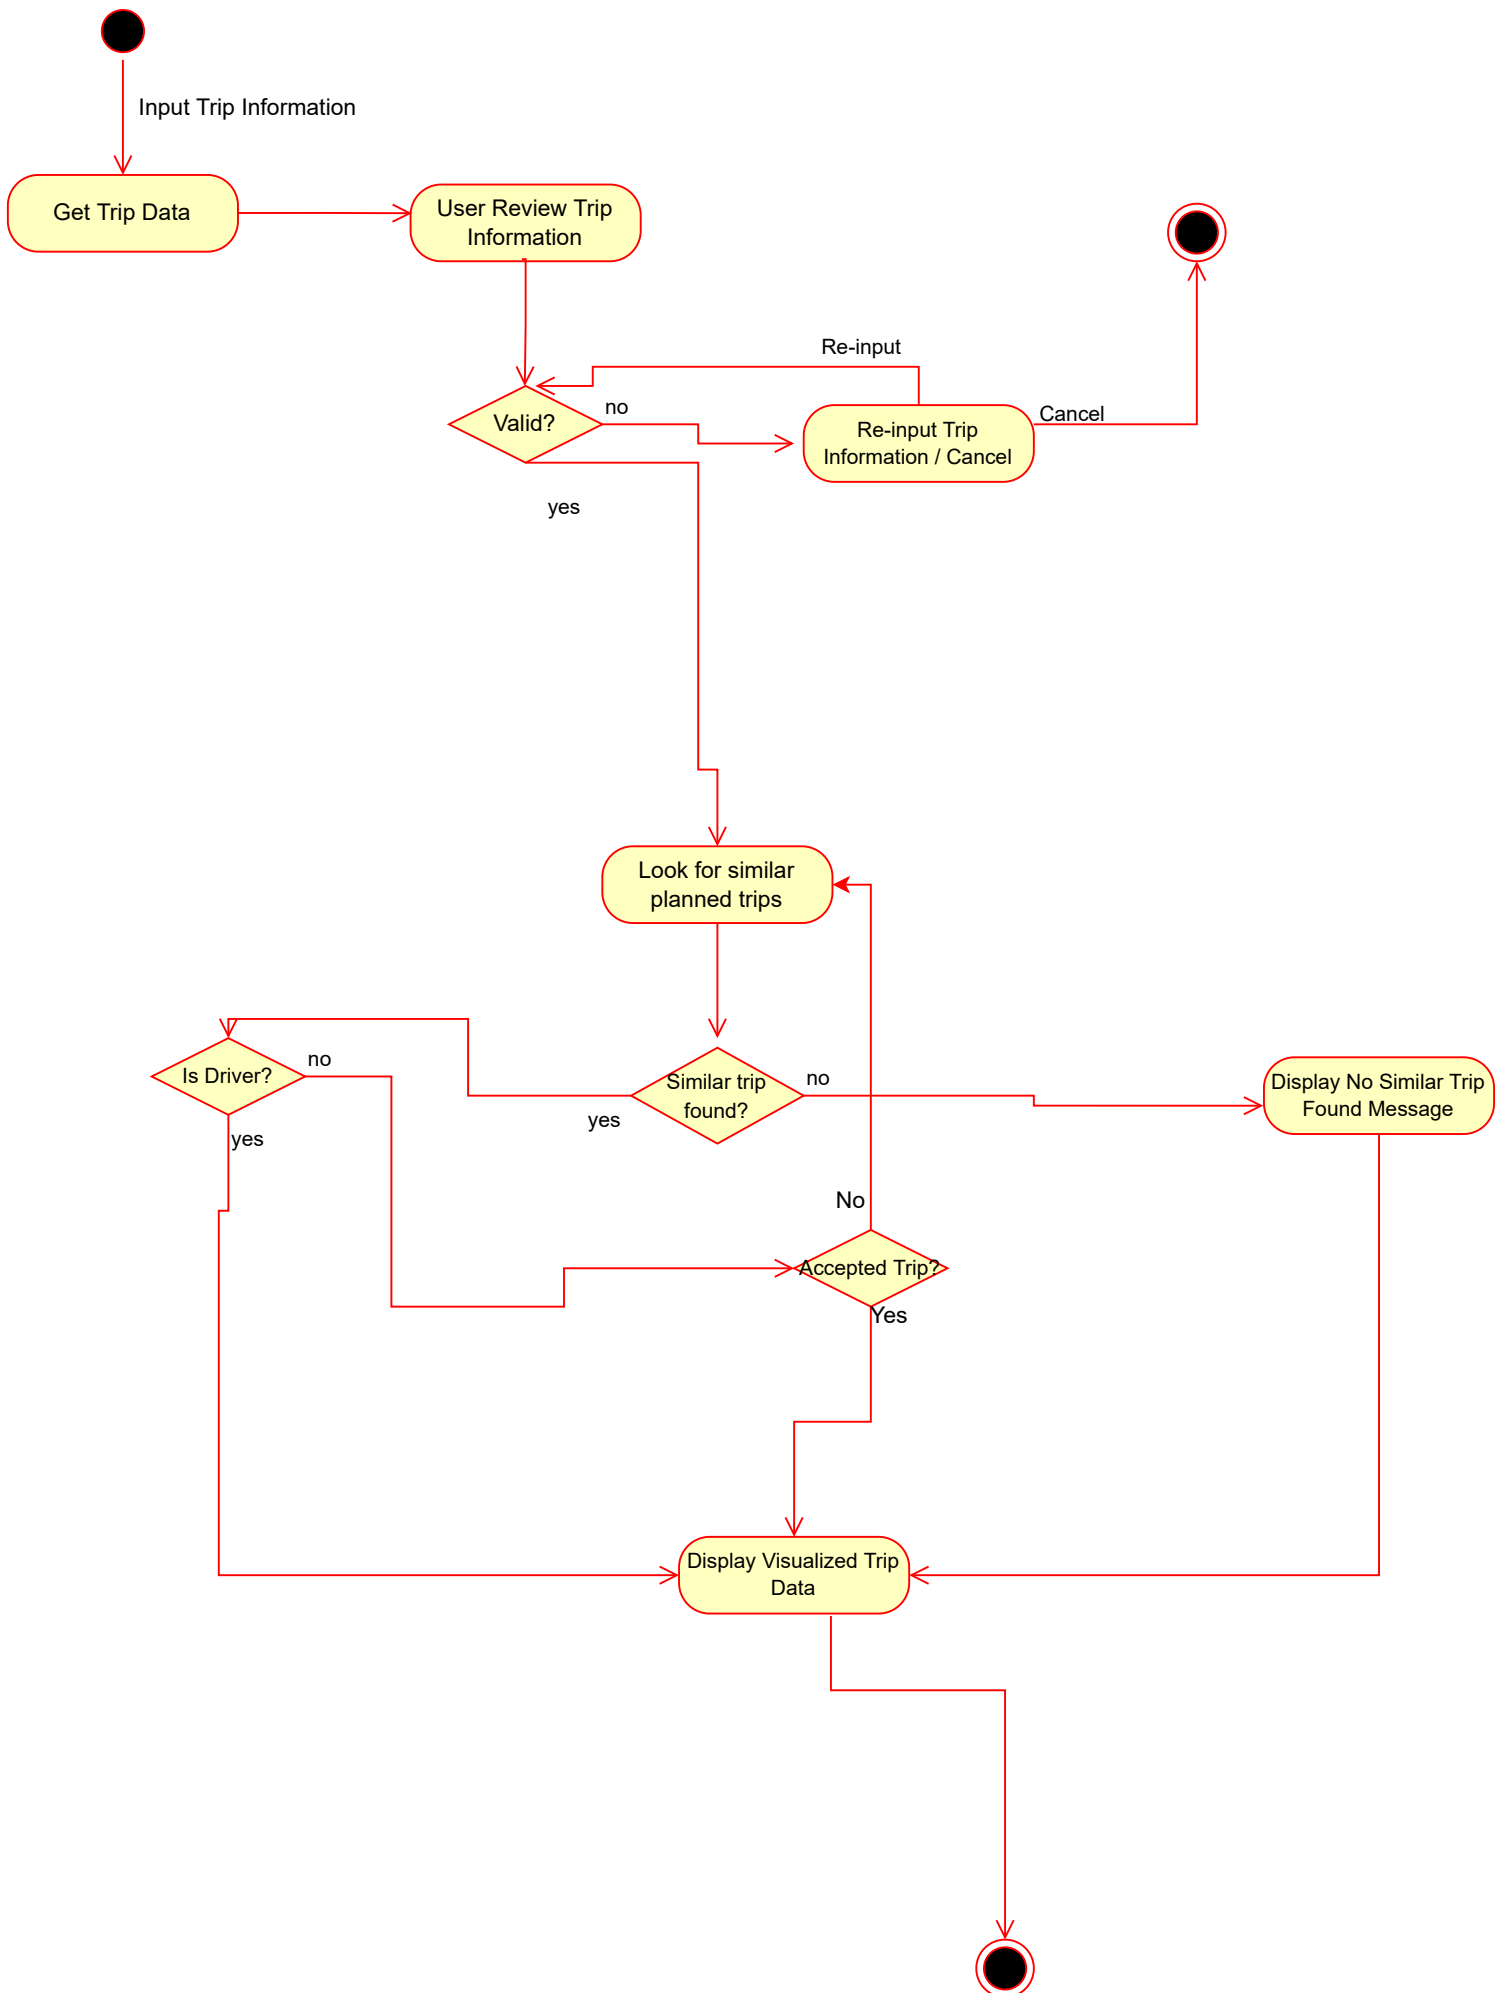 Input Trip Information
Get Trip Data
User Review Trip
Information
Re-input
Valid?
no
Cancel
Re-input Trip
Information / Cancel
yes
Look for similar
planned trips
Is Driver?
no
yes
Similar trip
found?
no
yes
Display No Similar Trip
Found Message
No
Accepted Trip?
Yes
Display Visualized Trip
Data